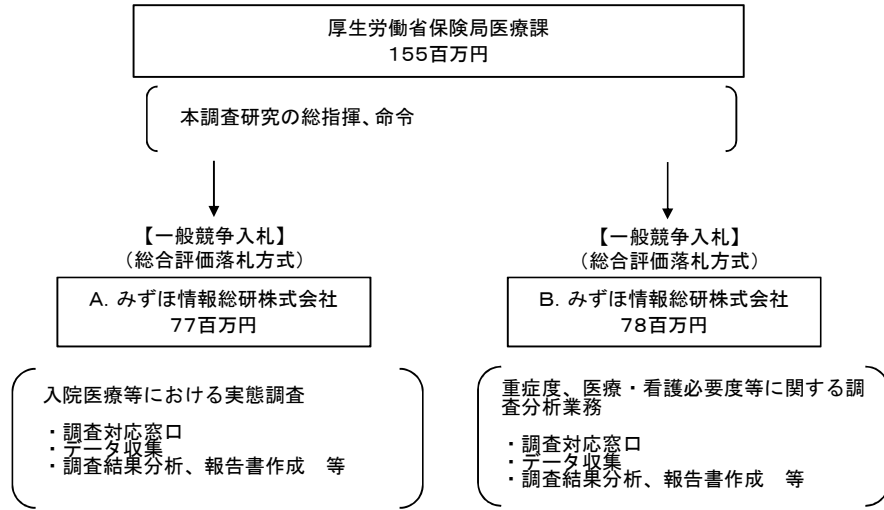 厚生労働省保険局医療課
155百万円
本調査研究の総指揮、命令
【一般競争入札】
（総合評価落札方式）
A. みずほ情報総研株式会社
77百万円
入院医療等における実態調査
・調査対応窓口
・データ収集
・調査結果分析、報告書作成　等
【一般競争入札】
（総合評価落札方式）
B. みずほ情報総研株式会社
78百万円
重症度、医療・看護必要度等に関する調
査分析業務
・調査対応窓口
・データ収集
・調査結果分析、報告書作成　等